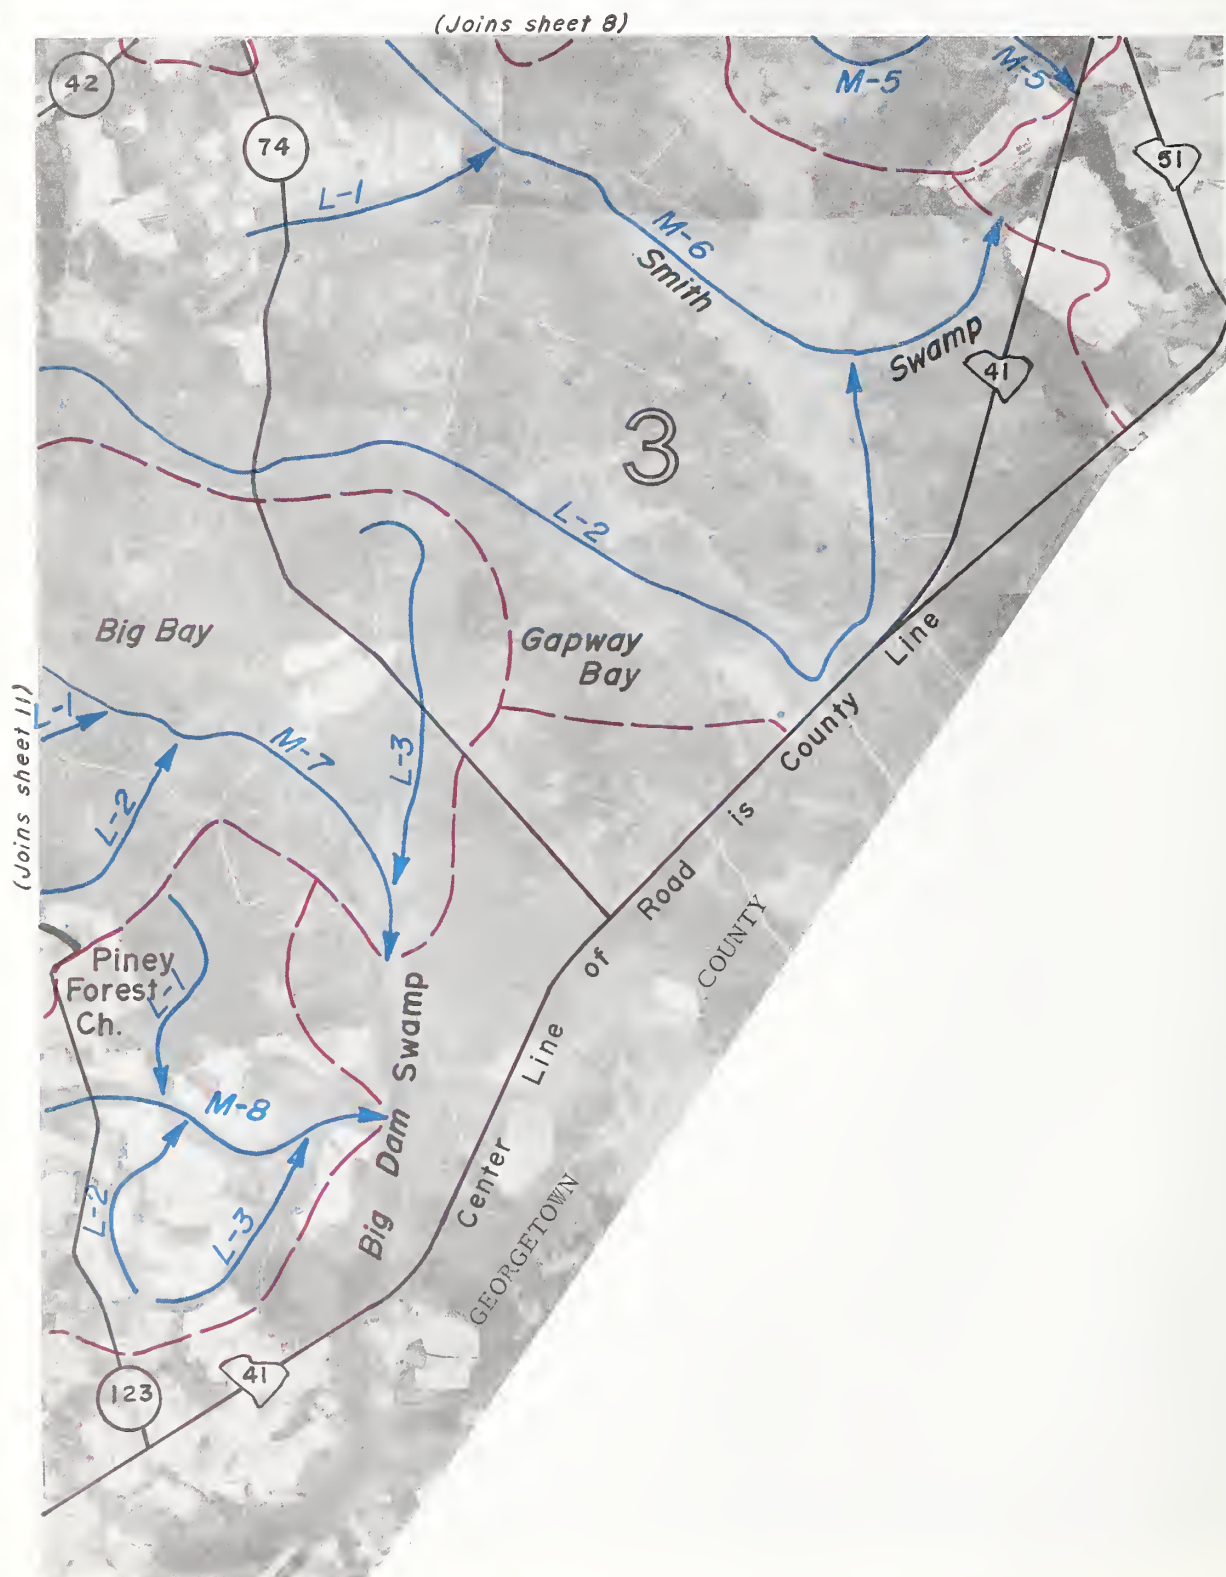 (Joins sheet 8)
42
74
M-5
M-5
51
L-1
M-6
Smith
Swamp
41
3
L-2
Big Bay
Gapway
Bay
Line
County
is
Road
of
Line
Center
(Joins sheet 11)
L-1
M-7
L-3
L-2
COUNTY
GEORGETOWN
Piney
Forest
Ch.
L-1
Swamp
Dam
Big
M-8
L-2
L-3
123
41